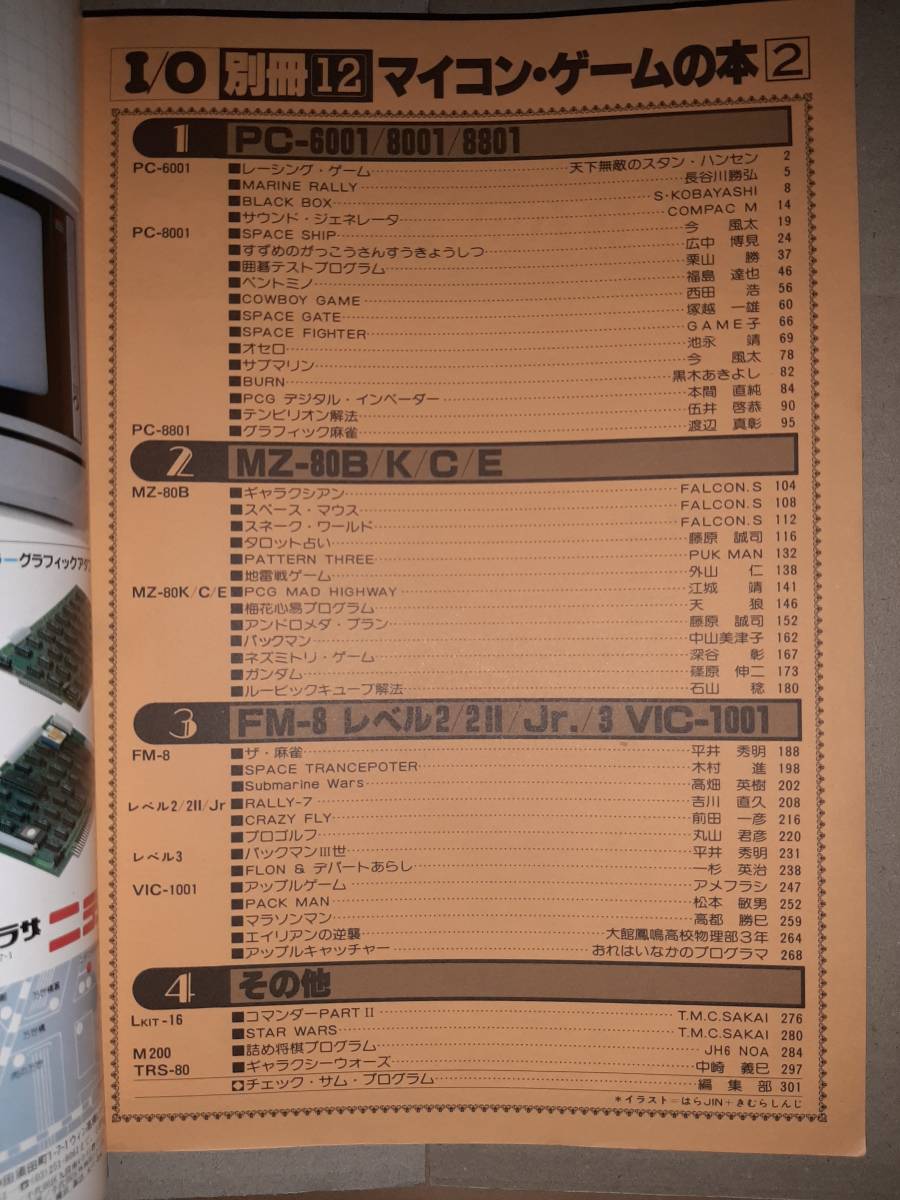 I/O 別冊 12 マイコン・ゲームの本 2
1 PC-6001/8001/8801
PC-6001 ■レーシング・ゲーム 天下無敵のスタン・ハンセン 2
■MARINE RALLY 長谷川勝弘 5
■BLACK BOX S・KOBAYASHI 8
■サウンド・ジェネレータ COMPAC M 14
PC-8001 ■SPACE SHIP 今 風太 19
■すずめのがっこうさんすうきょうしつ 広中 博見 24
■囲碁テストプログラム 栗山 勝 37
■ペントミノ 福島 達也 46
■COWBOY GAME 西田 浩 56
■SPACE GATE 塚越 一雄 60
■SPACE FIGHTER GAME子 66
■オセロ 池永 靖 69
■サブマリン 今 風太 78
■BURN 黒木あきよし 82
■PCG デジタル・インベーダー 本間 直純 84
■テンビリオン解法 伍井 啓恭 90
PC-8801 ■グラフィック麻雀 渡辺 真彰 95
2 MZ-80B/K/C/E
MZ-80B ■ギャラクシアン FALCON.S 104
■スペース・マウス FALCON.S 108
■スネーク・ワールド FALCON.S 112
■タロット占い 藤原 誠司 116
■PATTERN THREE PUK MAN 132
■地雷戦ゲーム 外山 仁 138
MZ-80K/C/E ■PCG MAD HIGHWAY 江城 靖 141
■梅花心易プログラム 天 狼 146
■アンドロメダ・プラン 藤原 誠司 152
■パックマン 中山美津子 162
■ネズミトリ・ゲーム 深谷 彰 167
■ガンダム 篠原 伸二 173
■ルービックキューブ解法 石山 稔 180
3 FM-8 レベル2/2II/Jr./3 VIC-1001
FM-8 ■ザ・麻雀 平井 秀明 188
■SPACE TRANCEPOTER 木村 進 198
■Submarine Wars 高畑 英樹 202
レベル2/2II/Jr ■RALLY-7 吉川 直久 208
■CRAZY FLY 前田 一彦 216
■プロゴルフ 丸山 君彦 220
レベル3 ■パックマンIII世 平井 秀明 231
■FLON & デパートあらし 一杉 英治 238
VIC-1001 ■アップルゲーム アメフラシ 247
■PACK MAN 松本 敏男 252
■マラソンマン 高都 勝巳 259
■エイリアンの逆襲 大館鳳鳴高校物理部3年 264
■アップルキャッチャー おれはいなかのプログラマ 268
4 その他
LKIT-16 ■コマンダーPART II T.M.C.SAKAI 276
■STAR WARS T.M.C.SAKAI 280
M200 ■詰め将棋プログラム JH6 NOA 284
TRS-80 ■ギャラクシーウォーズ 中崎 義巳 297
チェック・サム・プログラム 編 集 部 301
*イラスト=はらJIN+きむらしんじ
グラフィックア
万世橋